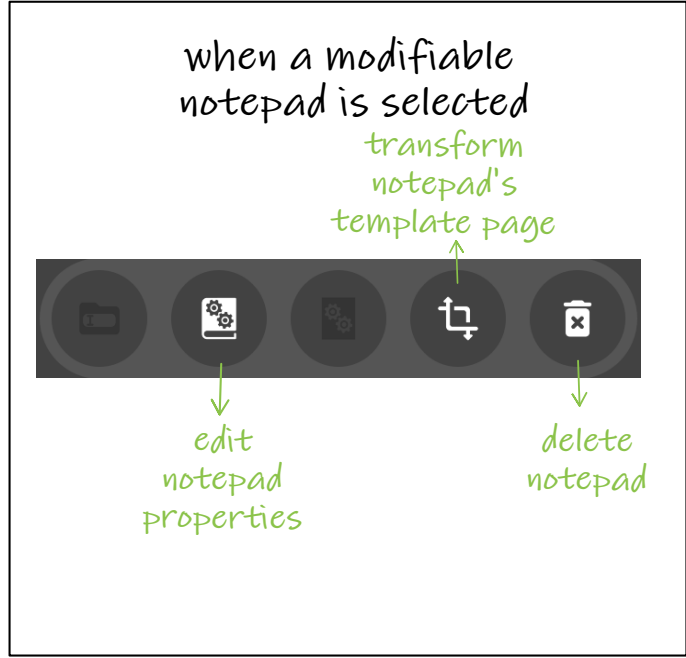 when a modifiable
notepad is selected
transform
notepad's
template page
edit
notepad
properties
delete
notepad